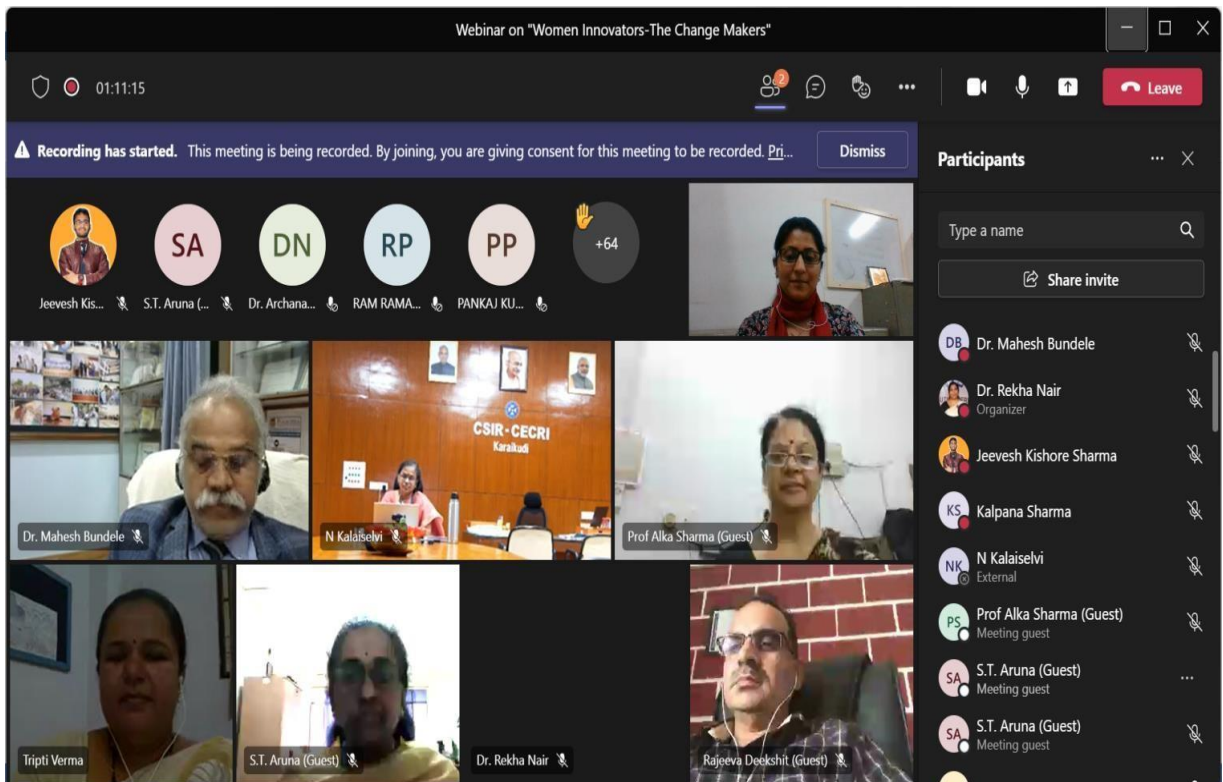 Webinar on "Women Innovators-The Change Makers"
01:11:15
2
Leave
Recording has started. This meeting is being recorded. By joining, you are giving consent for this meeting to be recorded. Pri...
Dismiss
Participants
Type a name
Share invite
SA
DN
RP
PP
+64
Jeevesh Kis...
S.T. Aruna (...
Dr. Archana...
RAM RAMA...
PANKAJ KU...
CSIR-CECRI
Karaikudi
Dr. Mahesh Bundele
N Kalaiselvi
Prof Alka Sharma (Guest)
Tripti Verma
S.T. Aruna (Guest)
Dr. Rekha Nair
Rajeeva Deekshit (Guest)
DB
Dr. Mahesh Bundele
Dr. Rekha Nair
Organizer
Jeevesh Kishore Sharma
KS
Kalpana Sharma
NK
N Kalaiselvi
External
PS
Prof Alka Sharma (Guest)
Meeting guest
SA
S.T. Aruna (Guest)
Meeting guest
SA
S.T. Aruna (Guest)
Meeting guest